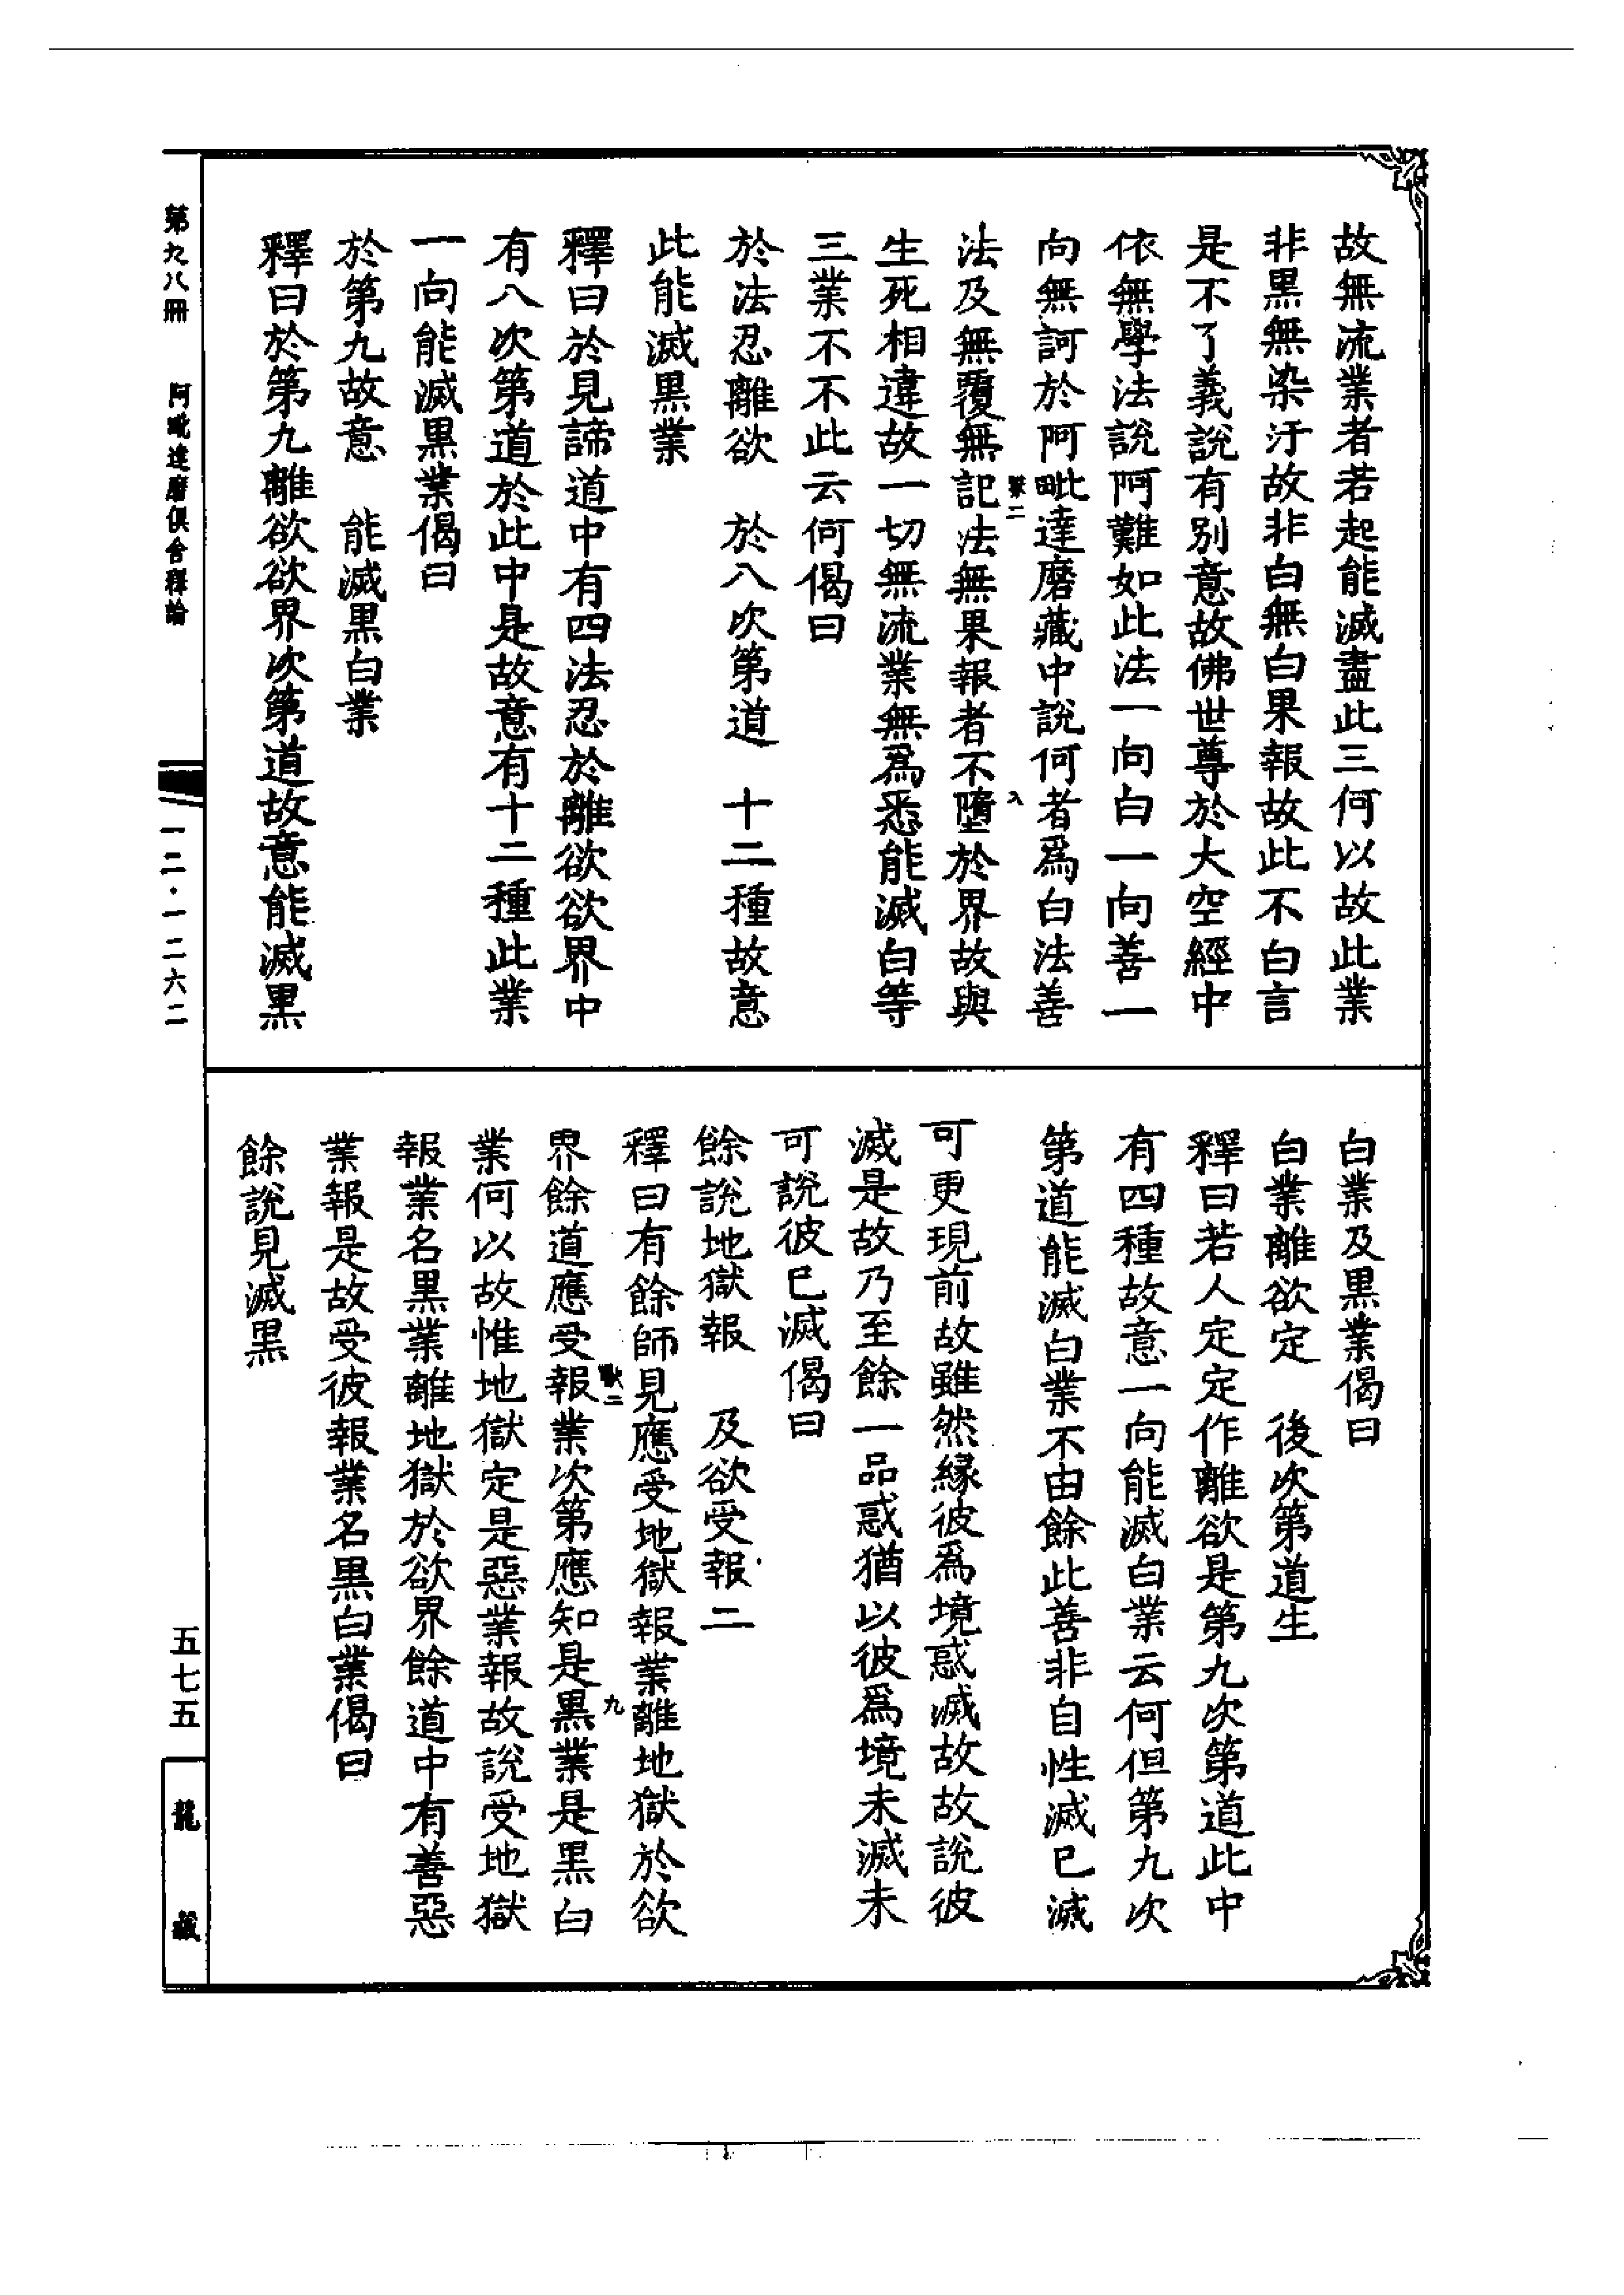 故無流業者若起能滅盡此三何以故此業
非黒無染汙故非白無白果報故此不白言
是不了義說有別意故佛世尊於大空經中
依無學法說阿難如此法一向白一向善一
向無訶於阿毗達磨藏中說何者爲白法善
法及無覆無記法無果報者不墮於界故與
生死相違故一切無流業無爲悉能滅白等
三業不不此云何偈曰
於法忍離欲　於八次第道　十二種故意
此能滅黒業
釋曰於見諦道中有四法忍於離欲欲界中
有八次第道於此中是故意有十二種此業
一向能滅黒業偈曰
於第九故意　能滅黒白業
釋曰於第九離欲欲界次第道故意能滅黒
白業及黒業偈曰
白業離欲定　後次第道生
釋曰若人定定作離欲是第九次第道此中
有四種故意一向能滅白業云何但第九次
第道能滅白業不由餘此善非自性滅已滅
可更現前故雖然緣彼爲境惑滅故故說彼
滅是故乃至餘一品惑猶以彼爲境未滅未
可說彼已滅偈曰
餘說地獄報　及欲受報二
釋曰有餘師見應受地獄報業離地獄於欲
界餘道應受報業次第應知是黒業是黒白
業何以故惟地獄定是惡業報故說受地獄
報業名黒業離地獄於欲界餘道中有善惡
業報是故受彼報業名黒白業偈曰
餘說見滅黒
第九八冊　阿毗達磨俱舍釋論
一二·一二六二
五七五
龍藏